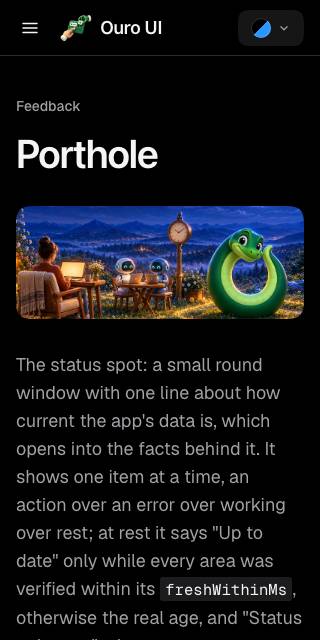 Ouro UI
Feedback
Porthole
The status spot: a small round
window with one line about how
current the app's data is, which
opens into the facts behind it. It
shows one item at a time, an
action over an error over working
over rest; at rest it says "Up to
date" only while every area was
verified within its freshWithinMs,
otherwise the real age, and "Status